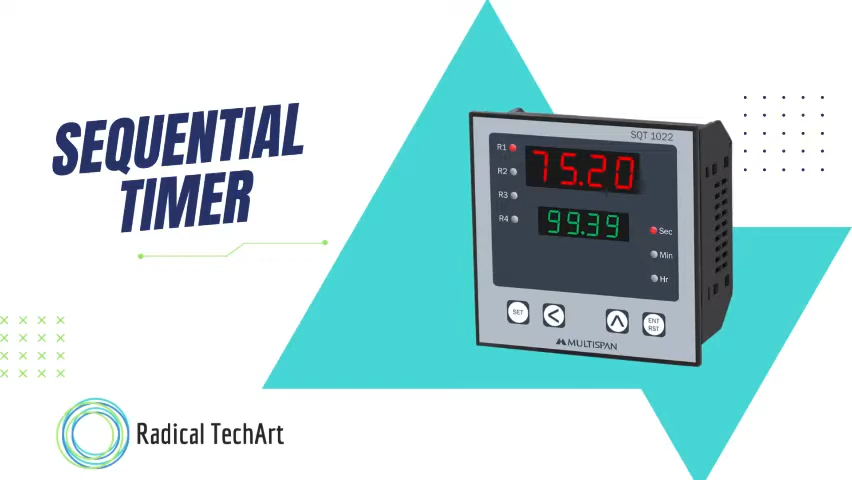 SEQUENTIAL
TIMER
SQT 1022
R1
75.20
R2
R3
99.39
R4
Sec
Min
Hr
SET
ENT
RST
MULTISPAN
Radical TechArt